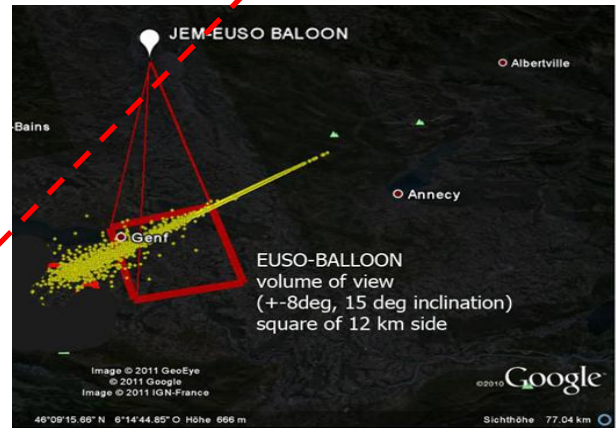 JEM-EUSO BALOON
Albertville
-Bains
Annecy
Genf
EUSO-BALLOON
volume of view
(+-8deg, 15 deg inclination)
square of 12 km side
Image © 2011 GeoEye
© 2011 Google
Image © 2011 IGN-France
©2010 Google
46°09'15.66" N 6°14'44.85" O Höhe 666 m
Sichthöhe 77.04 km